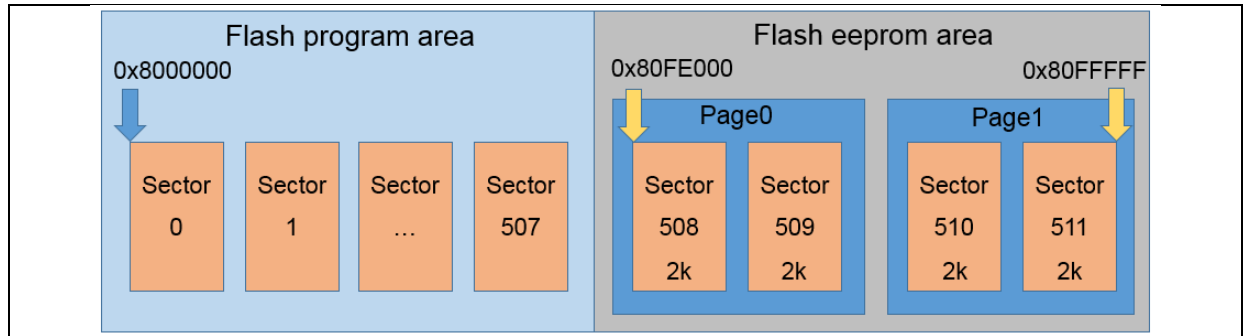 Flash program area
Flash eeprom area
0x8000000
0x80FE000
0x80FFFFF
Page0
Page1
Sector
0
Sector
1
Sector
...
Sector
507
Sector
508
2k
Sector
509
2k
Sector
510
2k
Sector
511
2k